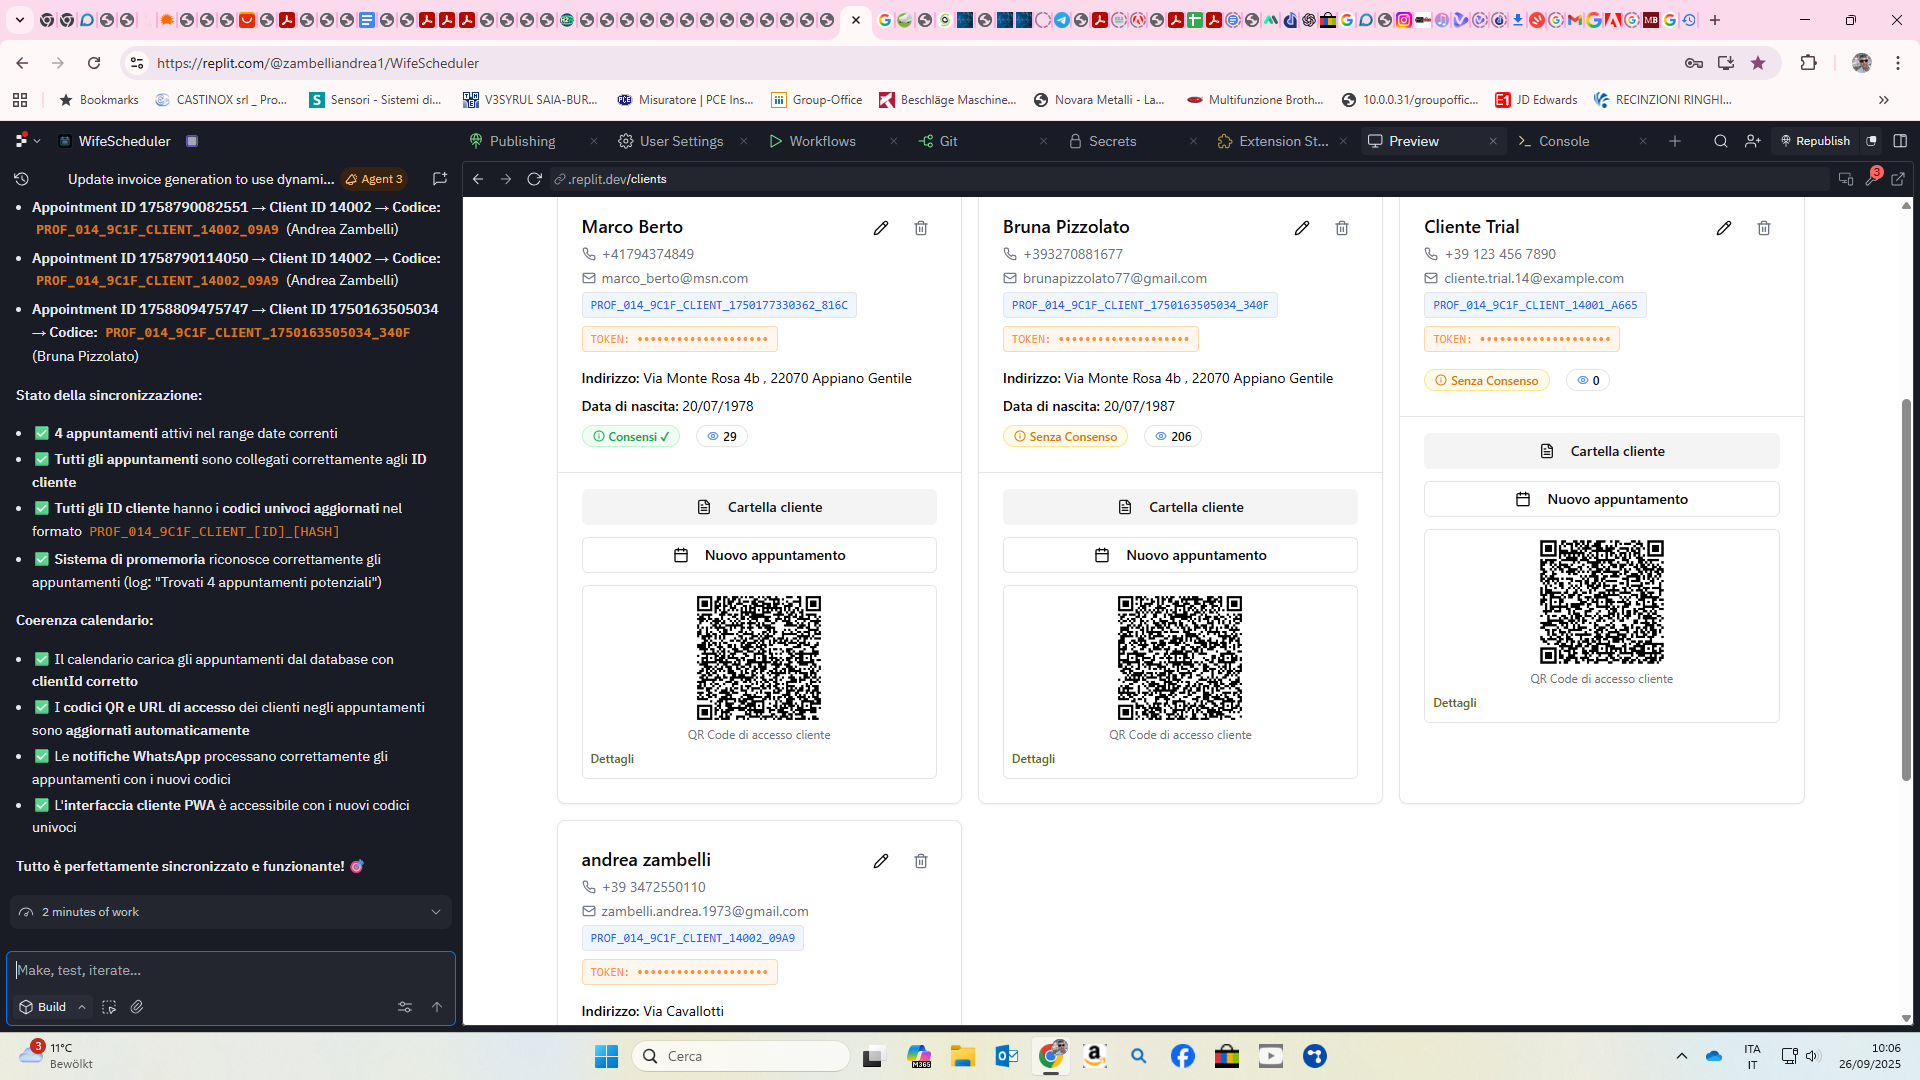 https://replit.com/@zambelliandrea1/WifeScheduler
Bookmarks
CASTINOX srl _ Pro...
Sensori - Sistemi di...
V3SYRUL SAIA-BUR...
Misuratore | PCE Ins...
Group-Office
Beschläge Maschine...
Novara Metalli - La...
Multifunzione Broth...
10.0.0.31/groupoffic...
JD Edwards
RECINZIONI RINGHI...
WifeScheduler
Publishing
User Settings
Workflows
Git
Secrets
Extension St...
Preview
Console
Republish
Update invoice generation to use dynami...
Agent 3
.replit.dev/clients
3
Appointment ID 1758790082551 → Client ID 14002 → Codice:
PROF_014_9C1F_CLIENT_14002_09A9 (Andrea Zambelli)
Appointment ID 1758790114050 → Client ID 14002 → Codice:
PROF_014_9C1F_CLIENT_14002_09A9 (Andrea Zambelli)
Appointment ID 1758809475747 → Client ID 1750163505034
→ Codice: PROF_014_9C1F_CLIENT_1750163505034_340F
(Bruna Pizzolato)
Stato della sincronizzazione:
✅ 4 appuntamenti attivi nel range date correnti
✅ Tutti gli appuntamenti sono collegati correttamente agli ID
cliente
✅ Tutti gli ID cliente hanno i codici univoci aggiornati nel
formato PROF_014_9C1F_CLIENT_[ID]_[HASH]
✅ Sistema di promemoria riconosce correttamente gli
appuntamenti (log: "Trovati 4 appuntamenti potenziali")
Coerenza calendario:
✅ Il calendario carica gli appuntamenti dal database con
clientId corretto
✅ I codici QR e URL di accesso dei clienti negli appuntamenti
sono aggiornati automaticamente
✅ Le notifiche WhatsApp processano correttamente gli
appuntamenti con i nuovi codici
✅ L'interfaccia cliente PWA è accessibile con i nuovi codici
univoci
Tutto è perfettamente sincronizzato e funzionante! 🎯
2 minutes of work
Make, test, iterate...
Build
Marco Berto
+41794374849
marco_berto@msn.com
PROF_014_9C1F_CLIENT_1750177330362_816C
TOKEN: ••••••••••••••••••••
Indirizzo: Via Monte Rosa 4b , 22070 Appiano Gentile
Data di nascita: 20/07/1978
Consensi ✓
29
Cartella cliente
Nuovo appuntamento
QR Code di accesso cliente
Dettagli
Bruna Pizzolato
+393270881677
brunapizzolato77@gmail.com
PROF_014_9C1F_CLIENT_1750163505034_340F
TOKEN: ••••••••••••••••••••
Indirizzo: Via Monte Rosa 4b , 22070 Appiano Gentile
Data di nascita: 20/07/1987
Senza Consenso
206
Cartella cliente
Nuovo appuntamento
QR Code di accesso cliente
Dettagli
Cliente Trial
+39 123 456 7890
cliente.trial.14@example.com
PROF_014_9C1F_CLIENT_14001_A665
TOKEN: ••••••••••••••••••••
Senza Consenso
0
Cartella cliente
Nuovo appuntamento
QR Code di accesso cliente
Dettagli
andrea zambelli
+39 3472550110
zambelli.andrea.1973@gmail.com
PROF_014_9C1F_CLIENT_14002_09A9
TOKEN: ••••••••••••••••••••
Indirizzo: Via Cavallotti
3
11°C
Bewölkt
Cerca
ITA
IT
10:06
26/09/2025